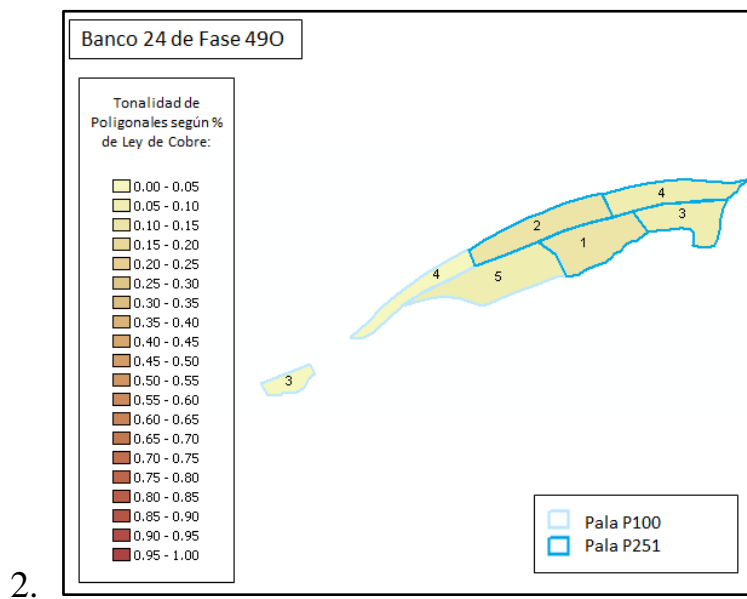 Banco 24 de Fase 49O
Tonalidad de
Poligonales según %
de Ley de Cobre:
0.00 - 0.05
0.05 - 0.10
0.10 - 0.15
0.15 - 0.20
0.20 - 0.25
0.25 - 0.30
0.30 - 0.35
0.35 - 0.40
0.40 - 0.45
0.45 - 0.50
0.50 - 0.55
0.55 - 0.60
0.60 - 0.65
0.65 - 0.70
0.70 - 0.75
0.75 - 0.80
0.80 - 0.85
0.85 - 0.90
0.90 - 0.95
0.95 - 1.00
4
3
2
1
4
5
3
Pala P100
Pala P251
2.